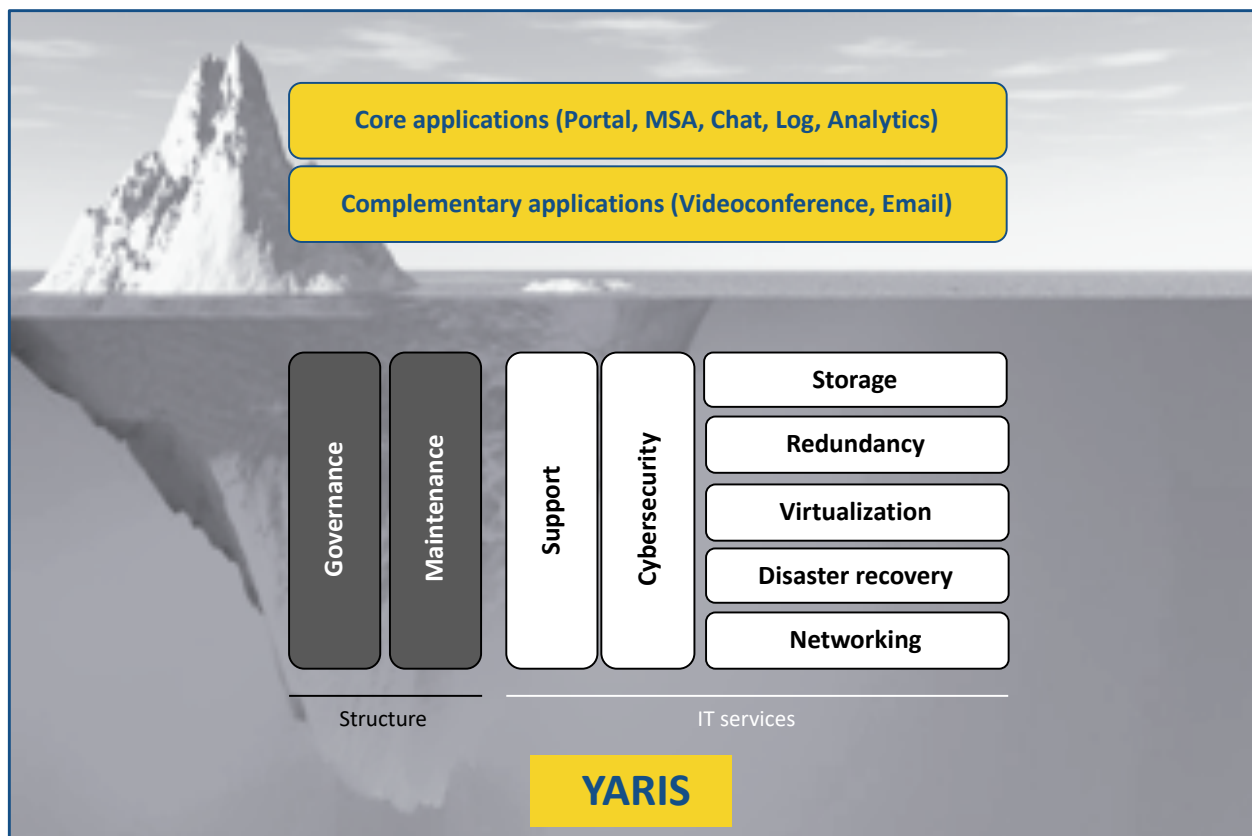 Core applications (Portal, MSA, Chat, Log, Analytics)
Complementary applications (Videoconference, Email)
Governance
Maintenance
Support
Cybersecurity
Storage
Redundancy
Virtualization
Disaster recovery
Networking
Structure
IT services
YARIS